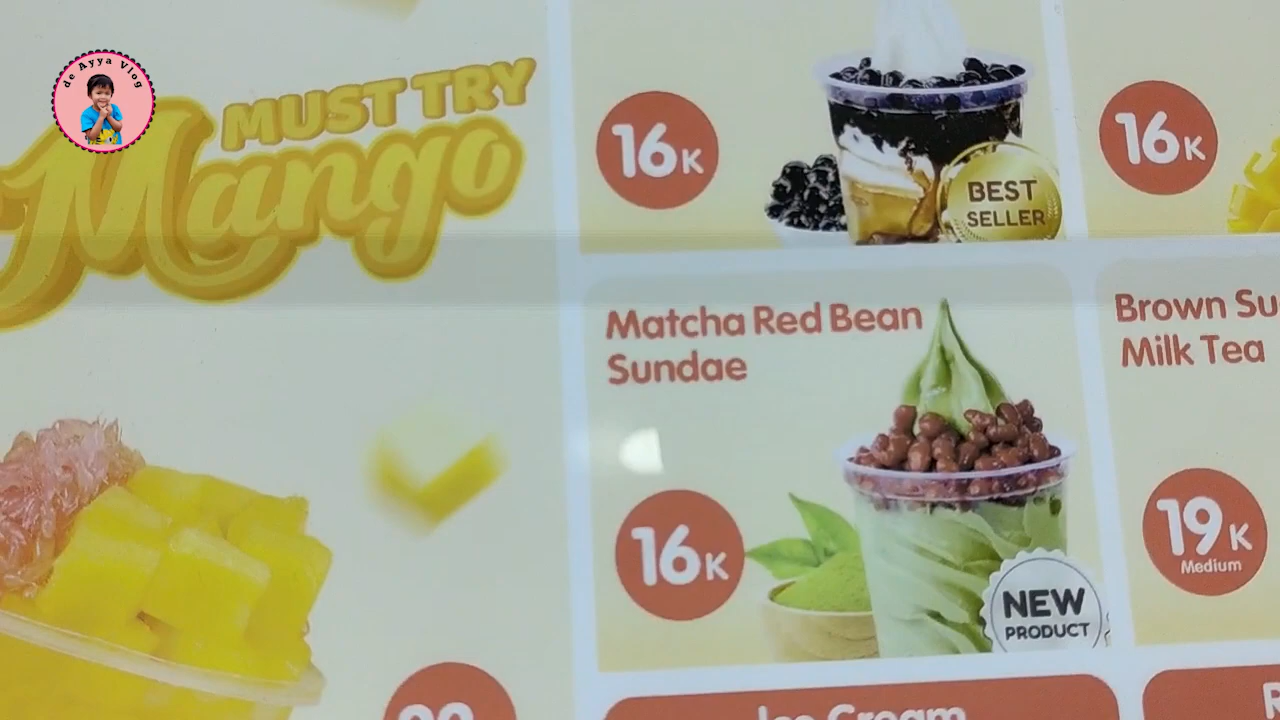 de Ayya Vlog
MUST TRY
Mango
16K
BEST
SELLER
16K
Matcha Red Bean
Sundae
16K
NEW
PRODUCT
Brown Su
Milk Tea
19K
Medium
Ice Cream